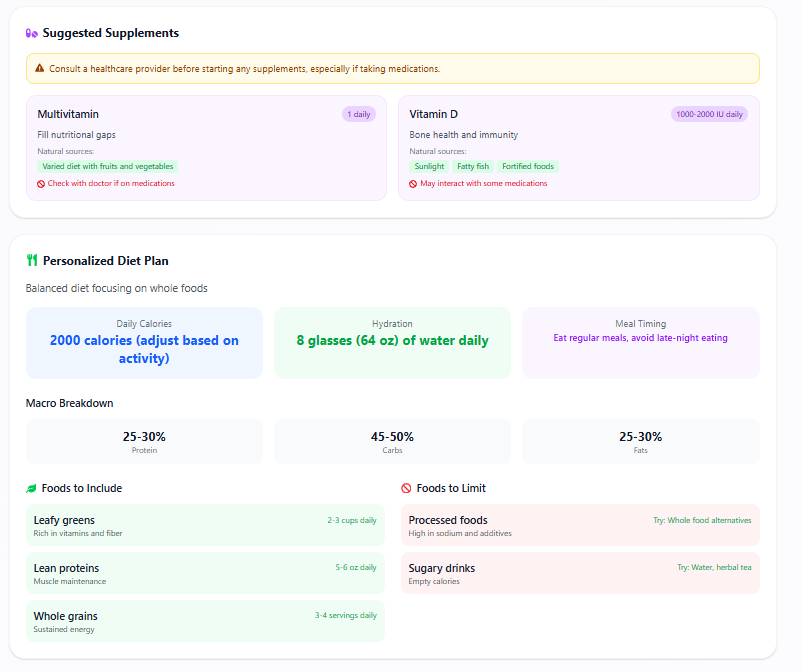 Suggested Supplements
Consult a healthcare provider before starting any supplements, especially if taking medications.
Multivitamin
1 daily
Fill nutritional gaps
Natural sources:
Varied diet with fruits and vegetables
Check with doctor if on medications
Vitamin D
1000-2000 IU daily
Bone health and immunity
Natural sources:
Sunlight
Fatty fish
Fortified foods
May interact with some medications
Personalized Diet Plan
Balanced diet focusing on whole foods
Daily Calories
2000 calories (adjust based on
activity)
Hydration
8 glasses (64 oz) of water daily
Meal Timing
Eat regular meals, avoid late-night eating
Macro Breakdown
25-30%
Protein
45-50%
Carbs
25-30%
Fats
Foods to Include
Leafy greens
2-3 cups daily
Rich in vitamins and fiber
Lean proteins
5-6 oz daily
Muscle maintenance
Whole grains
3-4 servings daily
Sustained energy
Foods to Limit
Processed foods
Try: Whole food alternatives
High in sodium and additives
Sugary drinks
Try: Water, herbal tea
Empty calories